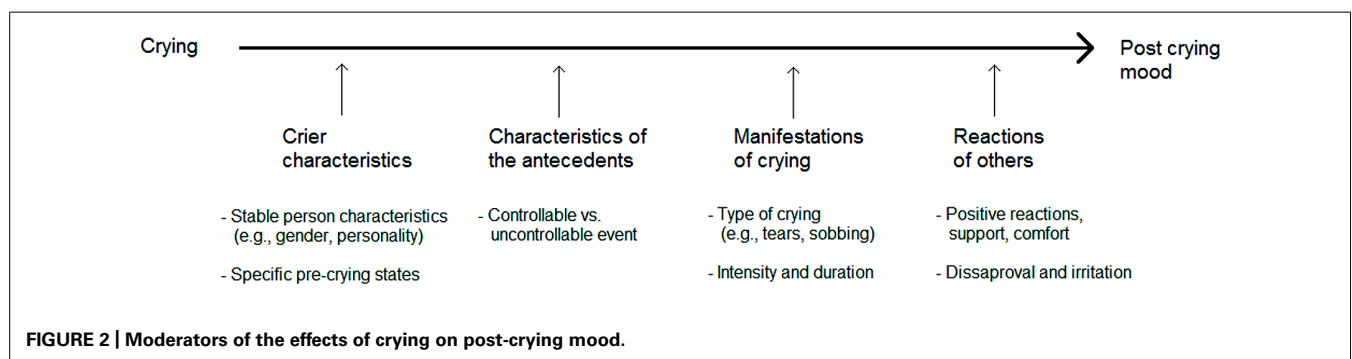 Crying
Post crying
mood
Crier
characteristics
- Stable person characteristics
(e.g., gender, personality)
- Specific pre-crying states
Characteristics of
the antecedents
- Controllable vs.
uncontrollable event
Manifestations
of crying
- Type of crying
(e.g., tears, sobbing)
- Intensity and duration
Reactions
of others
- Positive reactions,
support, comfort
- Dissaproval and irritation
FIGURE 2 | Moderators of the effects of crying on post-crying mood.